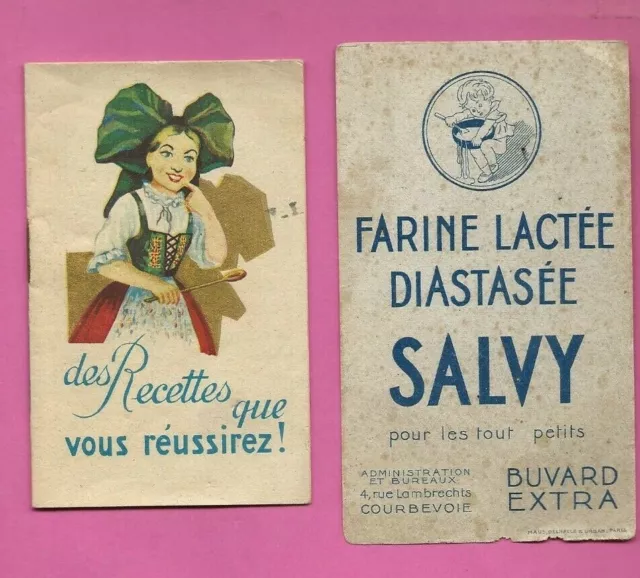 des Recettes que
vous réussirez!
FARINE LACTÉE
DIASTASÉE
SALVY
pour les tout petits
ADMINISTRATION
ET BUREAUX
4, rue Lambrechts
COURBEVOIE
BUVARD
EXTRA